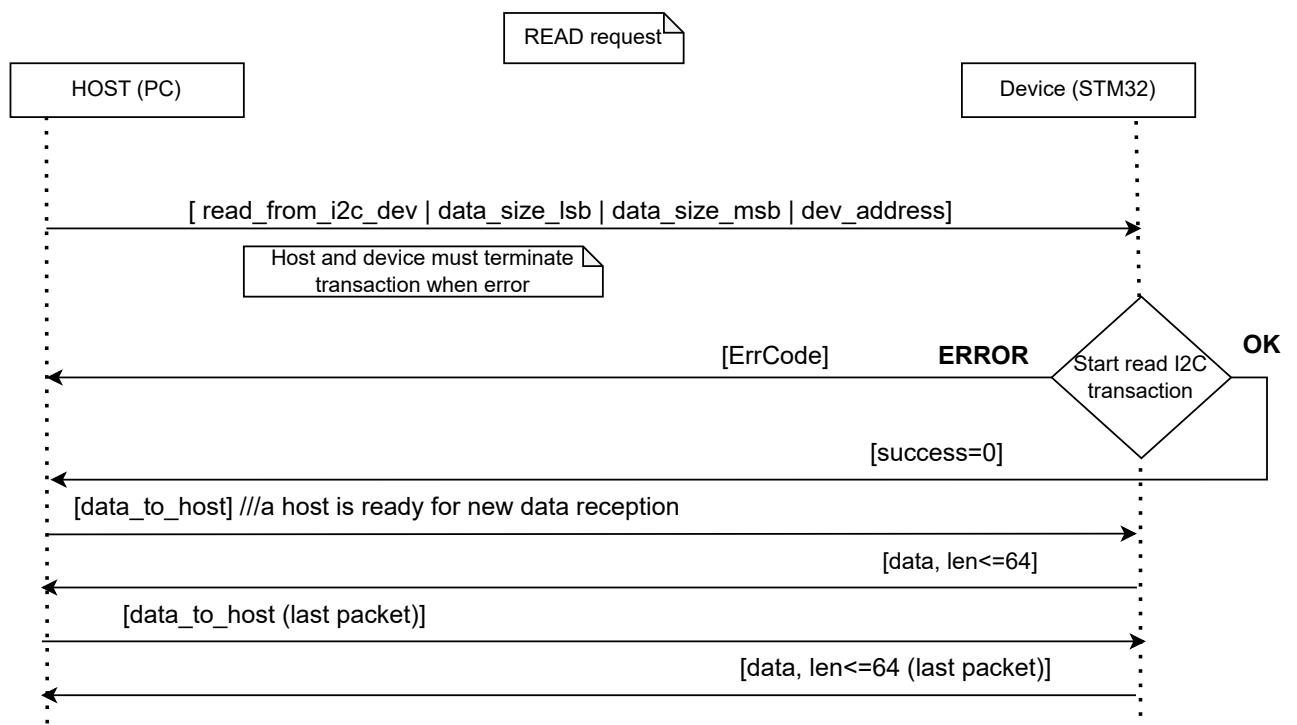 READ request
HOST (PC)
Device (STM32)
[ read_from_i2c_dev | data_size_lsb | data_size_msb | dev_address]
Host and device must terminate
transaction when error
[ErrCode]
ERROR
OK
Start read I2C
transaction
[success=0]
[data_to_host] ///a host is ready for new data reception
[data, len<=64]
[data_to_host (last packet)]
[data, len<=64 (last packet)]